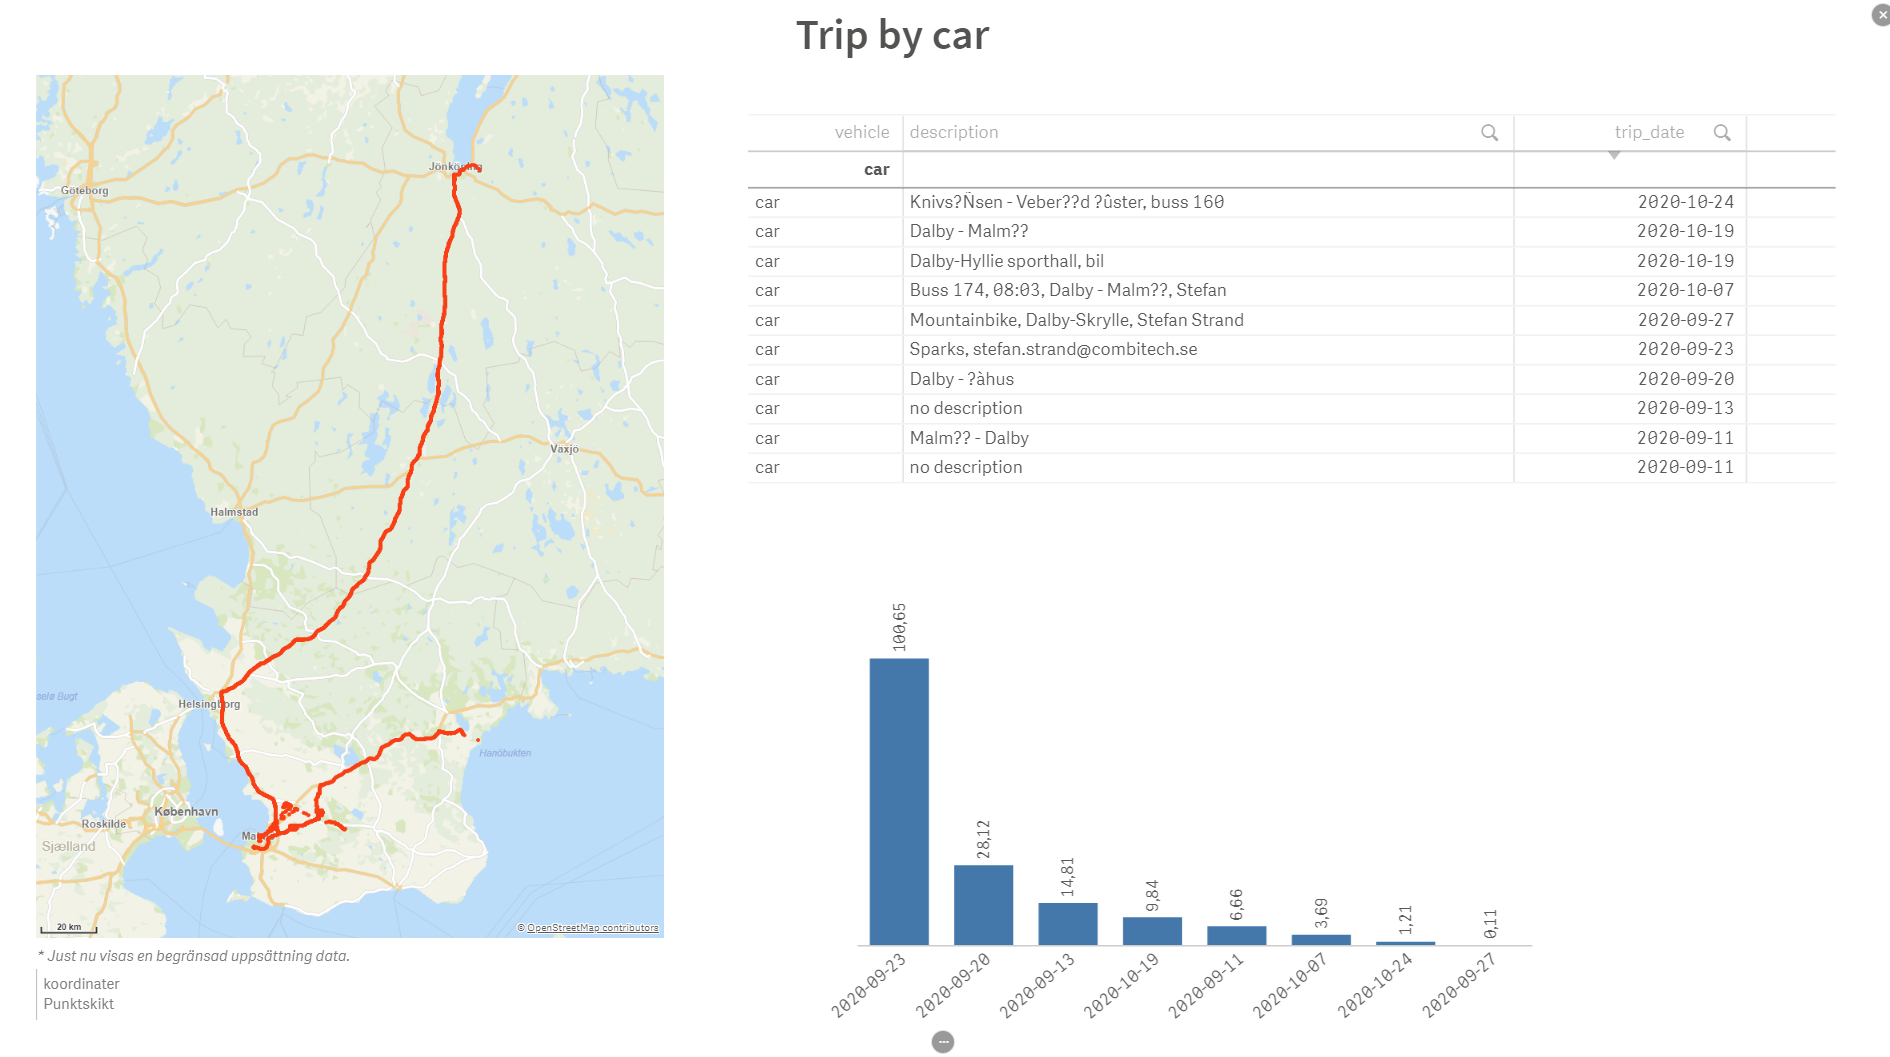 Trip by car
Göteborg
Jönköping
Växjö
Halmstad
Helsingborg
Hanöbukten
København
Roskilde
Sjælland
20 km
© OpenStreetMap contributors
* Just nu visas en begränsad uppsättning data.
koordinater
Punktskikt
vehicle description trip_date
car
car Knivs?Ñsen - Veber??d ?ûster, buss 160 2020-10-24
car Dalby - Malm?? 2020-10-19
car Dalby-Hyllie sporthall, bil 2020-10-19
car Buss 174, 08:03, Dalby - Malm??, Stefan 2020-10-07
car Mountainbike, Dalby-Skrylle, Stefan Strand 2020-09-27
car Sparks, stefan.strand@combitech.se 2020-09-23
car Dalby - ?àhus 2020-09-20
car no description 2020-09-13
car Malm?? - Dalby 2020-09-11
car no description 2020-09-11
100,65
28,12
14,81
9,84
6,66
3,69
1,21
0,11
2020-09-23
2020-09-20
2020-09-13
2020-10-19
2020-09-11
2020-10-07
2020-10-24
2020-09-27